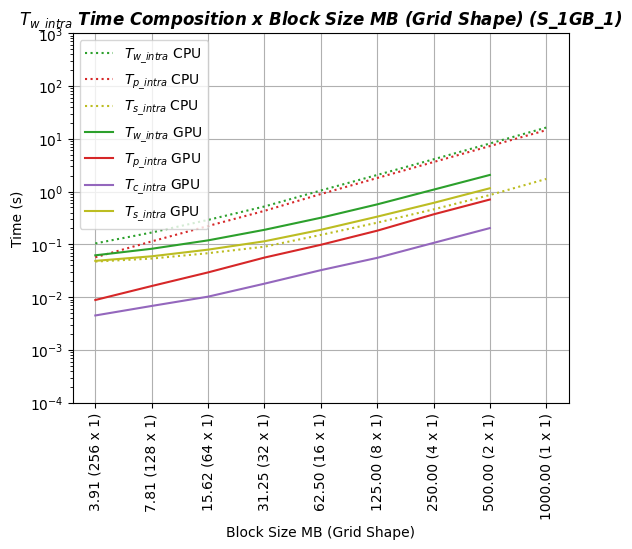 T_w_intra Time Composition x Block Size MB (Grid Shape) (S_1GB_1)
10^3
10^2
10^1
10^0
10^−1
10^−2
10^−3
10^−4
Time (s)
T_w_intra CPU
T_p_intra CPU
T_s_intra CPU
T_w_intra GPU
T_p_intra GPU
T_c_intra GPU
T_s_intra GPU
3.91 (256 x 1)
7.81 (128 x 1)
15.62 (64 x 1)
31.25 (32 x 1)
62.50 (16 x 1)
125.00 (8 x 1)
250.00 (4 x 1)
500.00 (2 x 1)
1000.00 (1 x 1)
Block Size MB (Grid Shape)